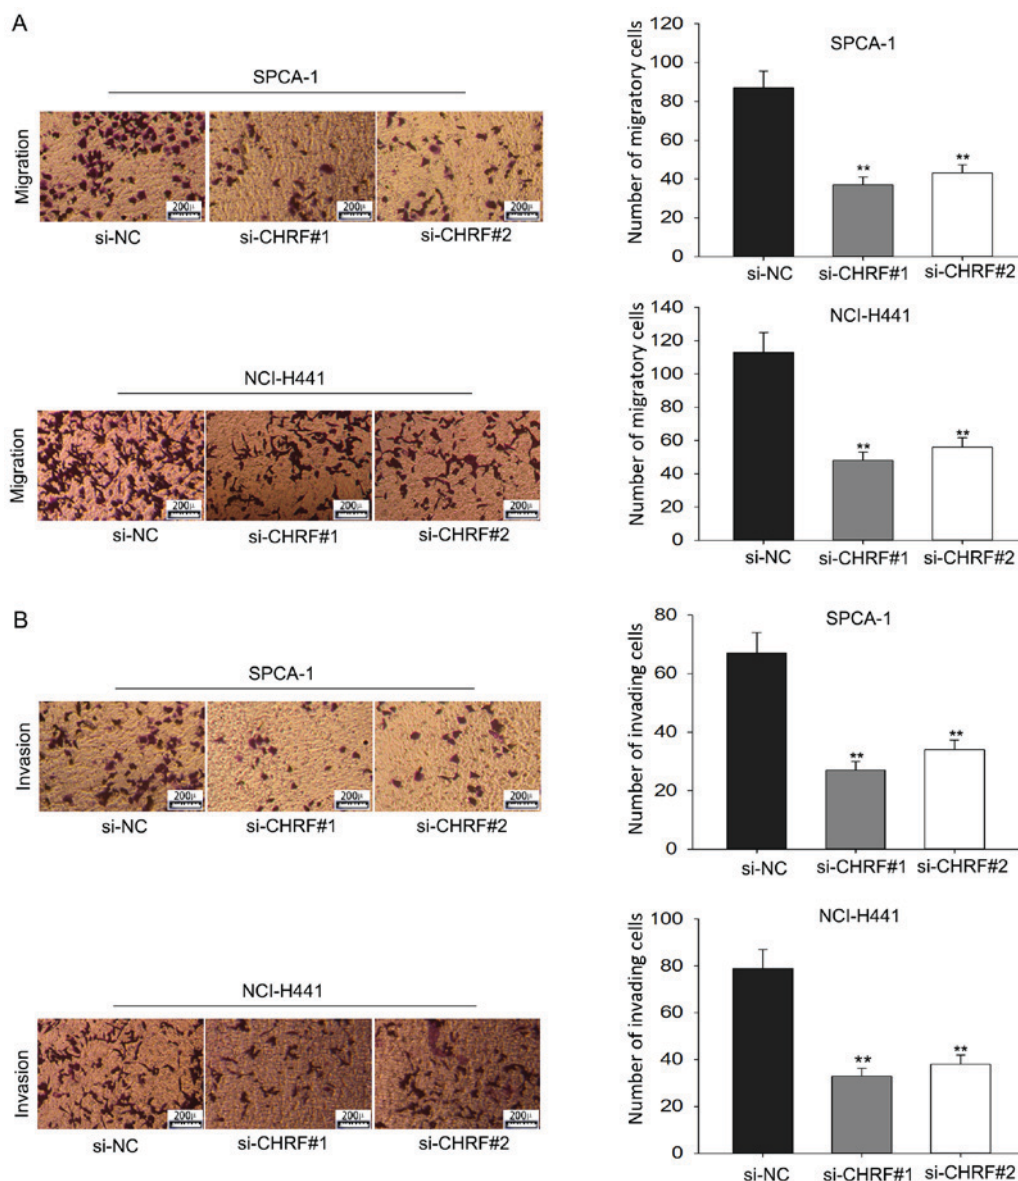 A
SPCA-1
Migration
200μ
200μ
200μ
si-NC
si-CHRF#1
si-CHRF#2
SPCA-1
Number of migratory cells
120
100
80
60
40
20
0
**
**
si-NC
si-CHRF#1
si-CHRF#2
NCI-H441
Migration
200μ
200μ
200μ
si-NC
si-CHRF#1
si-CHRF#2
NCI-H441
Number of migratory cells
140
120
100
80
60
40
20
0
**
**
si-NC
si-CHRF#1
si-CHRF#2
B
SPCA-1
Invasion
200μ
200μ
200μ
si-NC
si-CHRF#1
si-CHRF#2
SPCA-1
Number of invading cells
80
60
40
20
0
**
**
si-NC
si-CHRF#1
si-CHRF#2
NCI-H441
Invasion
200μ
200μ
200μ
si-NC
si-CHRF#1
si-CHRF#2
NCI-H441
Number of invading cells
100
80
60
40
20
0
**
**
si-NC
si-CHRF#1
si-CHRF#2